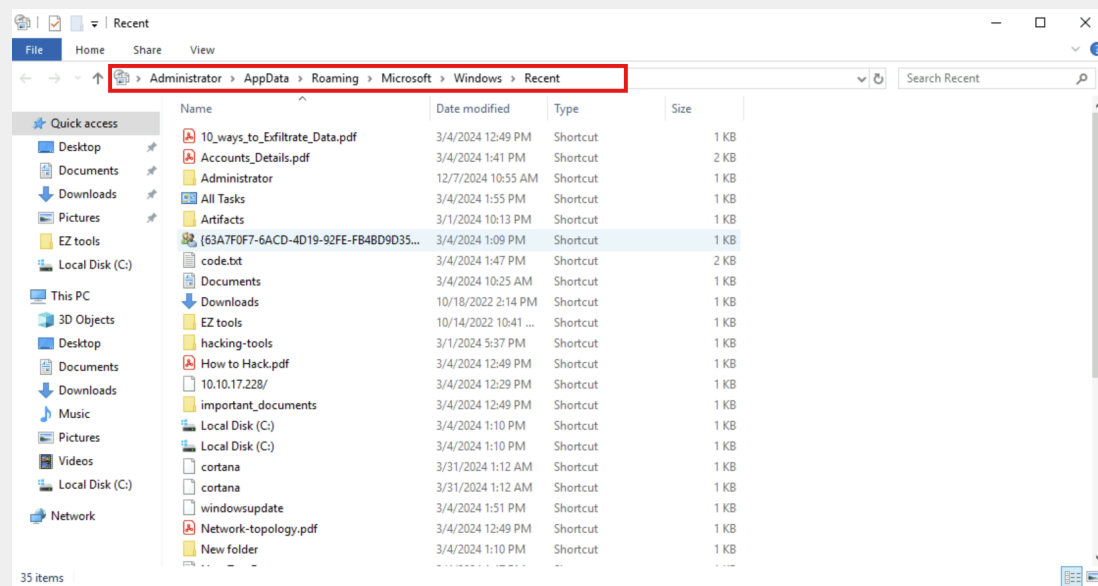 Recent
File Home Share View
Administrator > AppData > Roaming > Microsoft > Windows > Recent
Search Recent
Quick access
Desktop
Documents
Downloads
Pictures
EZ tools
Local Disk (C:)
This PC
3D Objects
Desktop
Documents
Downloads
Music
Pictures
Videos
Local Disk (C:)
Network
Name Date modified Type Size
10_ways_to_Exfiltrate_Data.pdf 3/4/2024 12:49 PM Shortcut 1 KB
Accounts_Details.pdf 3/4/2024 1:41 PM Shortcut 2 KB
Administrator 12/7/2024 10:55 AM Shortcut 1 KB
All Tasks 3/4/2024 1:55 PM Shortcut 1 KB
Artifacts 3/1/2024 10:13 PM Shortcut 1 KB
{63A7F0F7-6ACD-4D19-92FE-FB4BD9D35... 3/4/2024 1:09 PM Shortcut 1 KB
code.txt 3/4/2024 1:47 PM Shortcut 2 KB
Documents 3/4/2024 10:25 AM Shortcut 1 KB
Downloads 10/18/2022 2:14 PM Shortcut 1 KB
EZ tools 10/14/2022 10:41 ... Shortcut 1 KB
hacking-tools 3/1/2024 5:37 PM Shortcut 1 KB
How to Hack.pdf 3/4/2024 12:49 PM Shortcut 1 KB
10.10.17.228/ 3/4/2024 12:29 PM Shortcut 1 KB
important_documents 3/4/2024 12:49 PM Shortcut 1 KB
Local Disk (C:) 3/4/2024 1:10 PM Shortcut 1 KB
Local Disk (C:) 3/4/2024 1:10 PM Shortcut 1 KB
cortana 3/31/2024 1:12 AM Shortcut 1 KB
cortana 3/31/2024 1:12 AM Shortcut 1 KB
windowsupdate 3/4/2024 1:51 PM Shortcut 1 KB
Network-topology.pdf 3/4/2024 12:49 PM Shortcut 1 KB
New folder 3/4/2024 1:10 PM Shortcut 1 KB
35 items